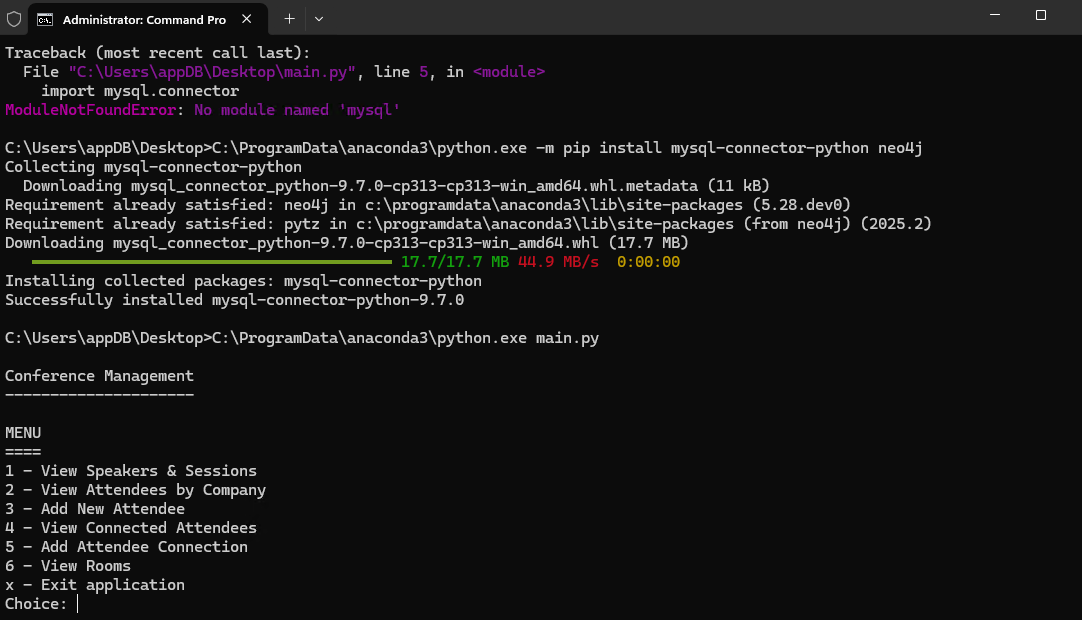 Administrator: Command Pro
Traceback (most recent call last):
  File "C:\Users\appDB\Desktop\main.py", line 5, in <module>
    import mysql.connector
ModuleNotFoundError: No module named 'mysql'
C:\Users\appDB\Desktop>C:\ProgramData\anaconda3\python.exe -m pip install mysql-connector-python neo4j
Collecting mysql-connector-python
  Downloading mysql_connector_python-9.7.0-cp313-cp313-win_amd64.whl.metadata (11 kB)
Requirement already satisfied: neo4j in c:\programdata\anaconda3\lib\site-packages (5.28.dev0)
Requirement already satisfied: pytz in c:\programdata\anaconda3\lib\site-packages (from neo4j) (2025.2)
Downloading mysql_connector_python-9.7.0-cp313-cp313-win_amd64.whl (17.7 MB)
17.7/17.7 MB 44.9 MB/s  0:00:00
Installing collected packages: mysql-connector-python
Successfully installed mysql-connector-python-9.7.0
C:\Users\appDB\Desktop>C:\ProgramData\anaconda3\python.exe main.py
Conference Management
---------------------
MENU
====
1 - View Speakers & Sessions
2 - View Attendees by Company
3 - Add New Attendee
4 - View Connected Attendees
5 - Add Attendee Connection
6 - View Rooms
x - Exit application
Choice: